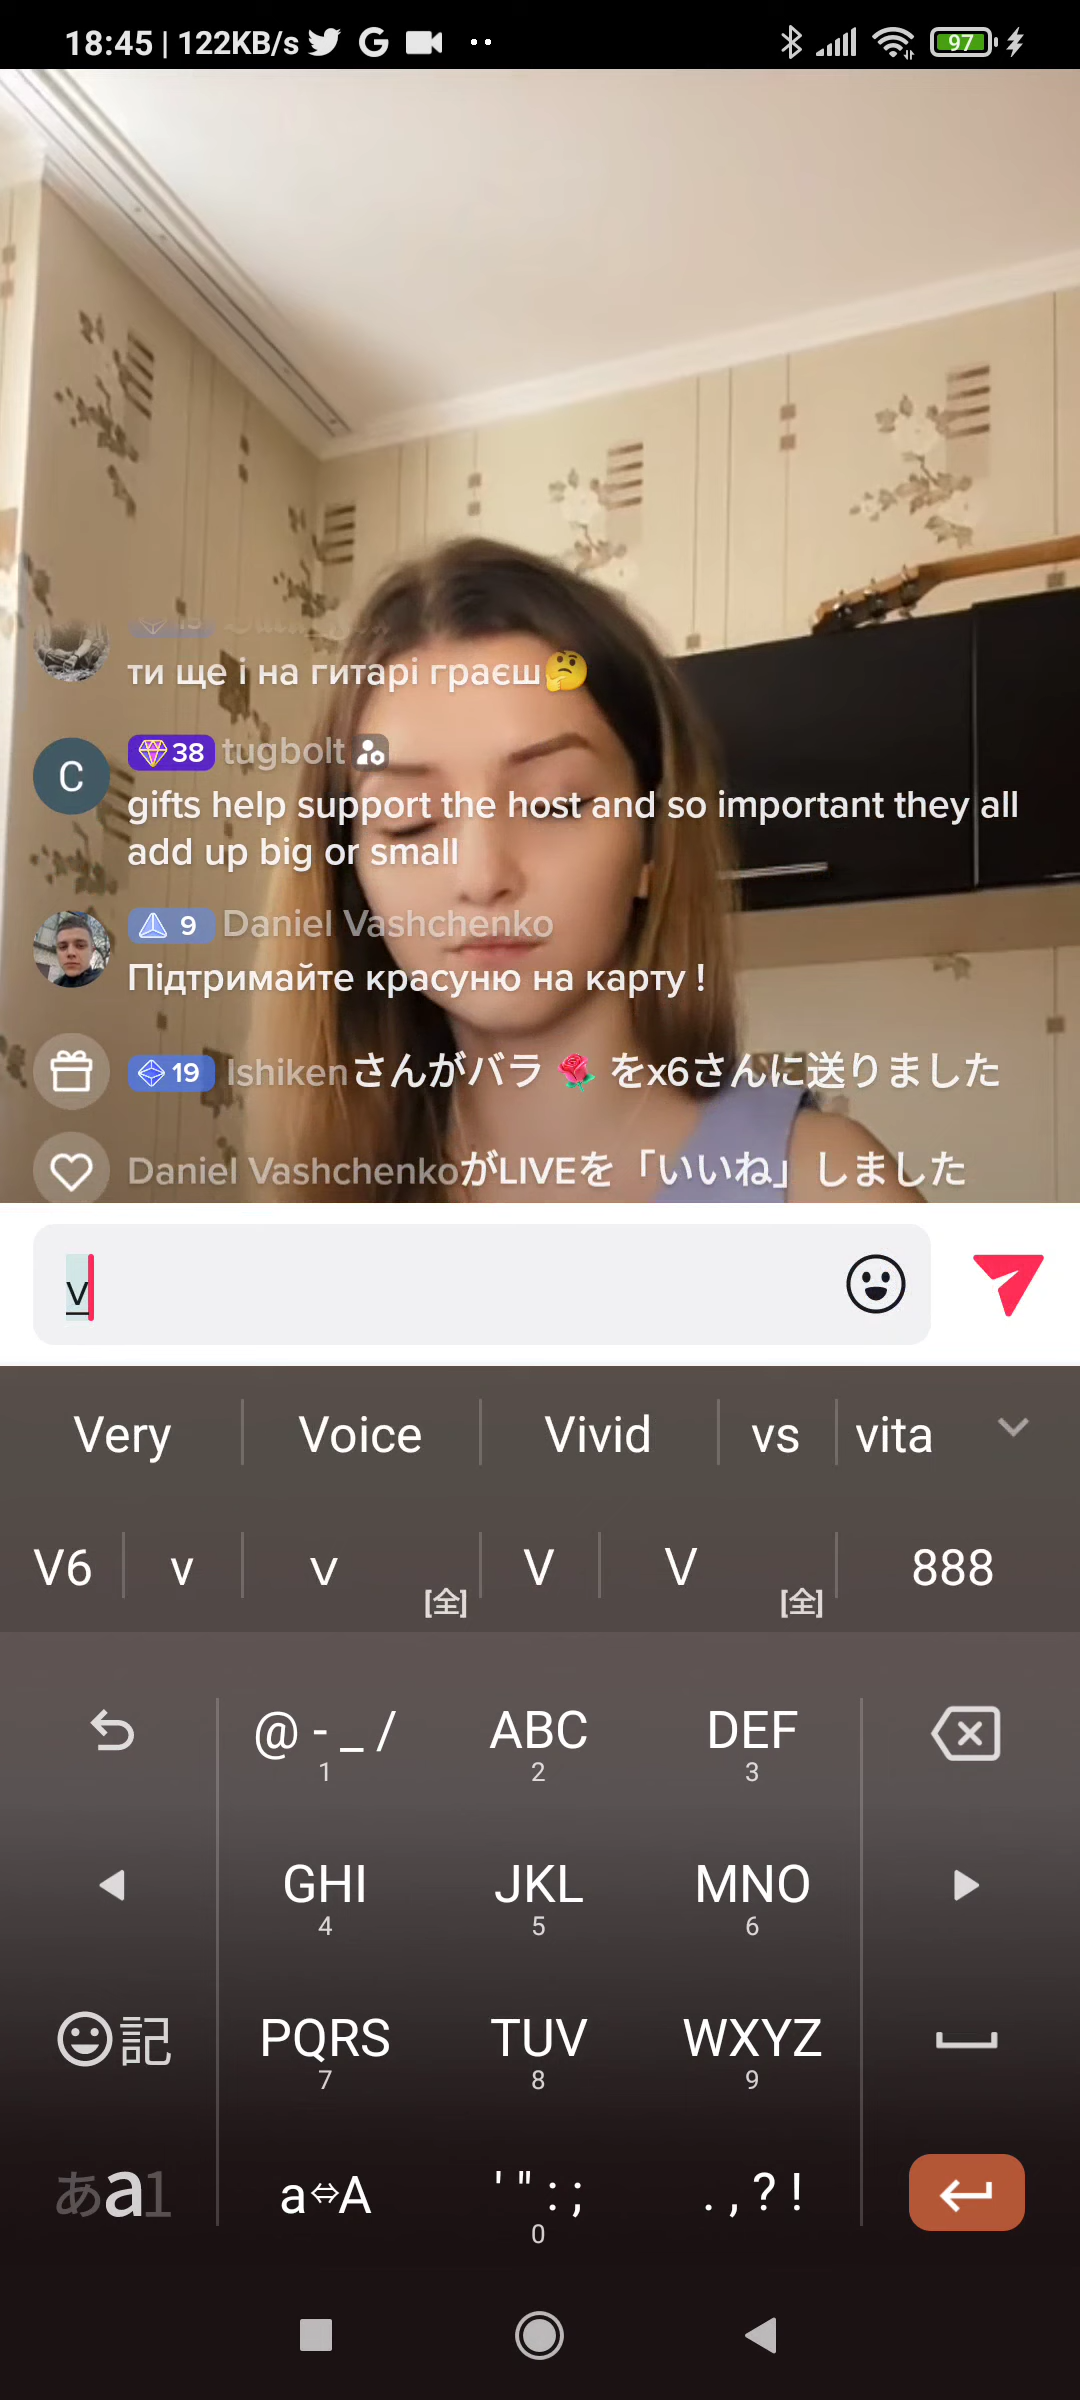 18:45 | 122KB/s
97
ти ще і на гитарі граєш🤔
C
38 tugbolt
gifts help support the host and so important they all
add up big or small
9 Daniel Vashchenko
Підтримайте красуню на карту !
19 Ishikenさんがバラ 🌹 をx6さんに送りました
Daniel VashchenkoがLIVEを「いいね」しました
v
Very Voice Vivid vs vita
V6 v v [全] V V [全] 888
@ - _ / ABC DEF
1 2 3
GHI JKL MNO
4 5 6
記 PQRS TUV WXYZ
7 8 9
あa1 a⇔A ' " : ; . , ? !
0